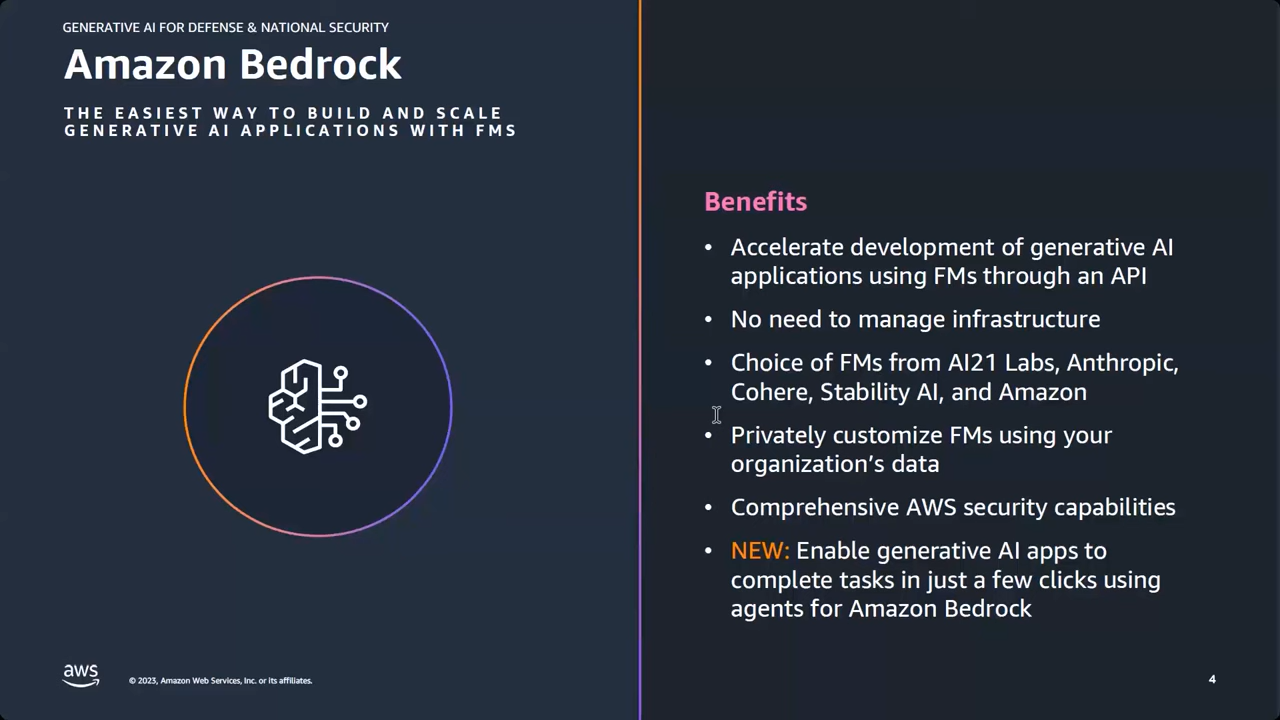 GENERATIVE AI FOR DEFENSE & NATIONAL SECURITY
Amazon Bedrock
THE EASIEST WAY TO BUILD AND SCALE
GENERATIVE AI APPLICATIONS WITH FMS
Benefits
• Accelerate development of generative AI
applications using FMs through an API
• No need to manage infrastructure
• Choice of FMs from AI21 Labs, Anthropic,
Cohere, Stability AI, and Amazon
• Privately customize FMs using your
organization’s data
• Comprehensive AWS security capabilities
• NEW: Enable generative AI apps to
complete tasks in just a few clicks using
agents for Amazon Bedrock
aws
© 2023, Amazon Web Services, Inc. or its affiliates.
4